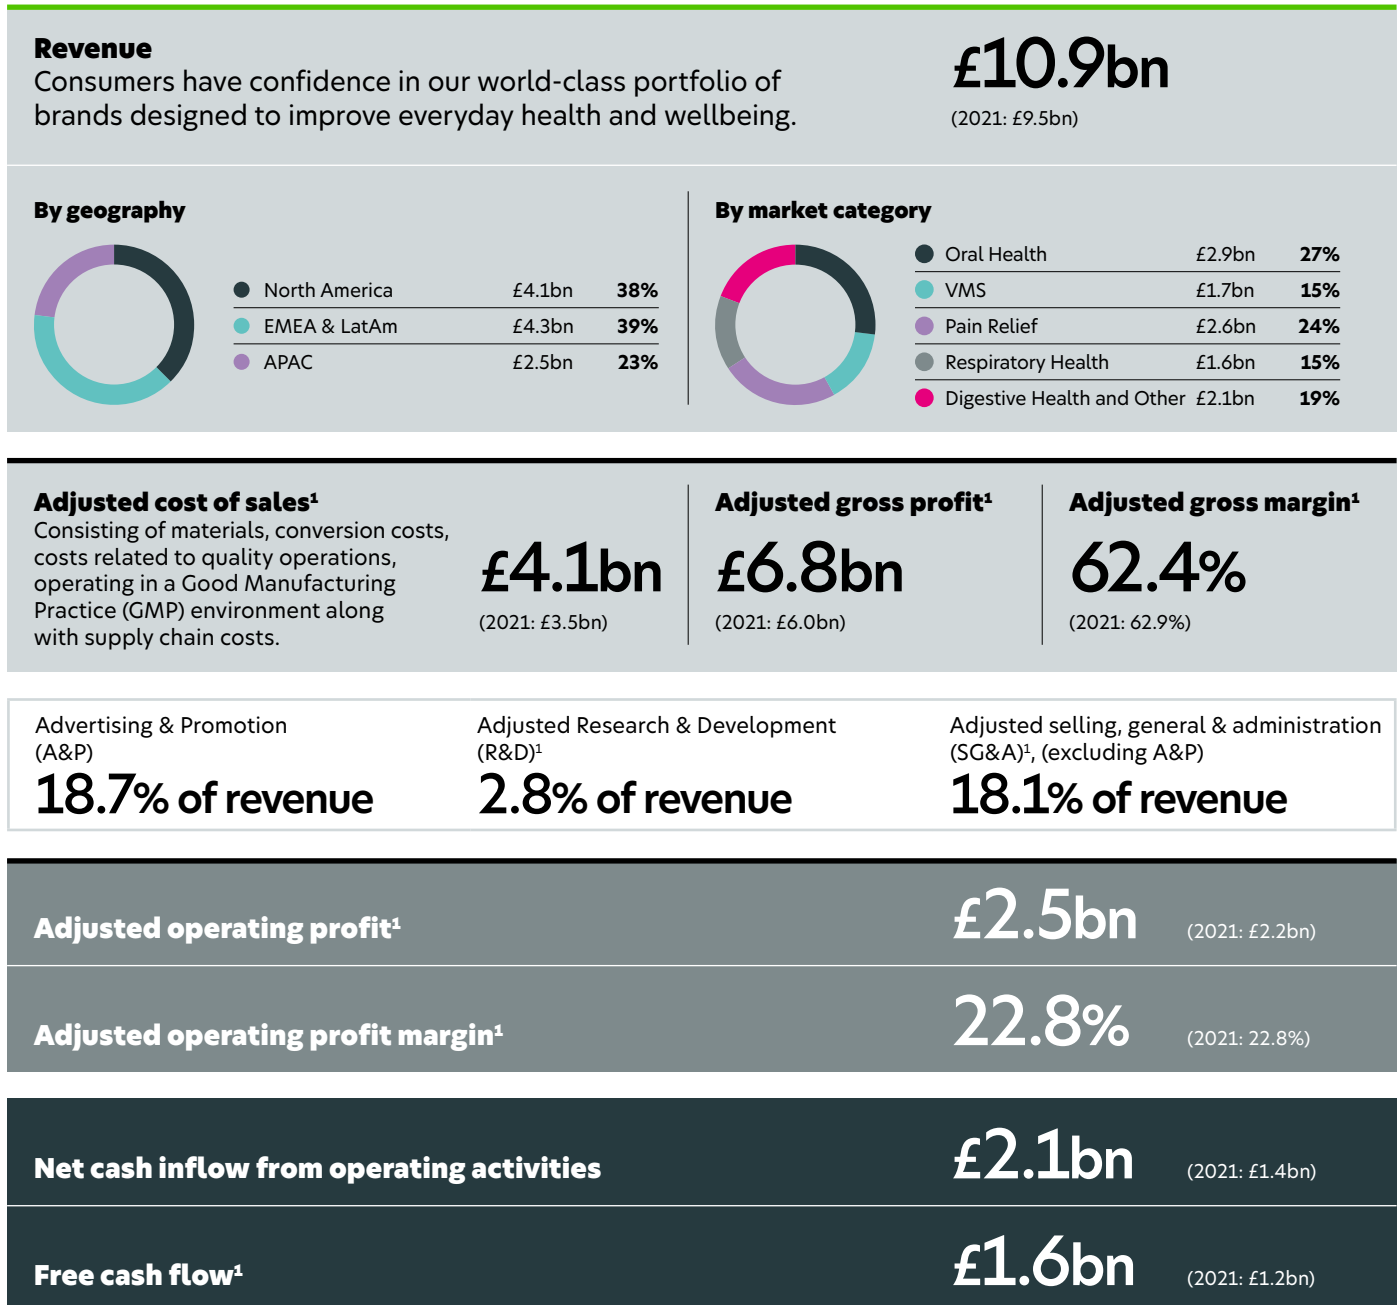 Revenue
Consumers have confidence in our world-class portfolio of
brands designed to improve everyday health and wellbeing.
£10.9bn
(2021: £9.5bn)
By geography
North America £4.1bn 38%
EMEA & LatAm £4.3bn 39%
APAC £2.5bn 23%
By market category
Oral Health £2.9bn 27%
VMS £1.7bn 15%
Pain Relief £2.6bn 24%
Respiratory Health £1.6bn 15%
Digestive Health and Other £2.1bn 19%
Adjusted cost of sales¹
Consisting of materials, conversion costs,
costs related to quality operations,
operating in a Good Manufacturing
Practice (GMP) environment along
with supply chain costs.
£4.1bn
(2021: £3.5bn)
Adjusted gross profit¹
£6.8bn
(2021: £6.0bn)
Adjusted gross margin¹
62.4%
(2021: 62.9%)
Advertising & Promotion
(A&P)
18.7% of revenue
Adjusted Research & Development
(R&D)¹
2.8% of revenue
Adjusted selling, general & administration
(SG&A)¹, (excluding A&P)
18.1% of revenue
Adjusted operating profit¹ £2.5bn (2021: £2.2bn)
Adjusted operating profit margin¹ 22.8% (2021: 22.8%)
Net cash inflow from operating activities £2.1bn (2021: £1.4bn)
Free cash flow¹ £1.6bn (2021: £1.2bn)